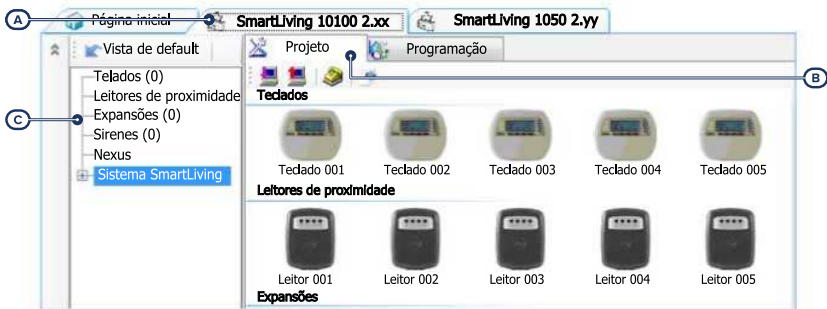 A
Página inicial
SmartLiving 10100 2.xx
SmartLiving 1050 2.yy
Vista de default
Projeto
Programação
B
C
Telados (0)
Leitores de proximidade
Expansões (0)
Sirenes (0)
Nexus
Sistema SmartLiving
Teclados
Teclado 001
Teclado 002
Teclado 003
Teclado 004
Teclado 005
Leitores de proximidade
Leitor 001
Leitor 002
Leitor 003
Leitor 004
Leitor 005
Expansões